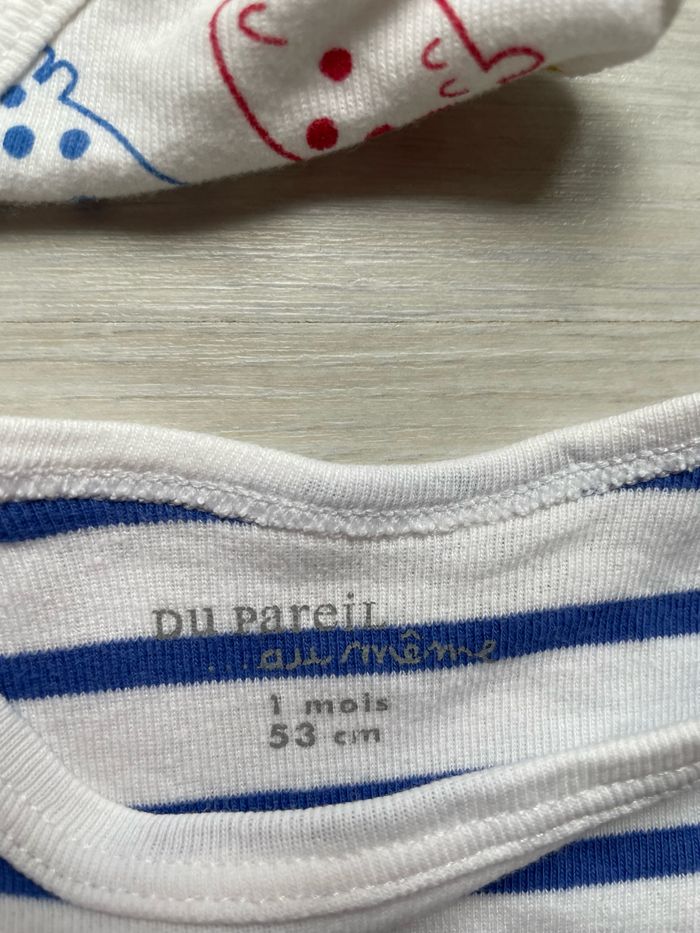 DU PareiL
...au même
1 mois
53 cm